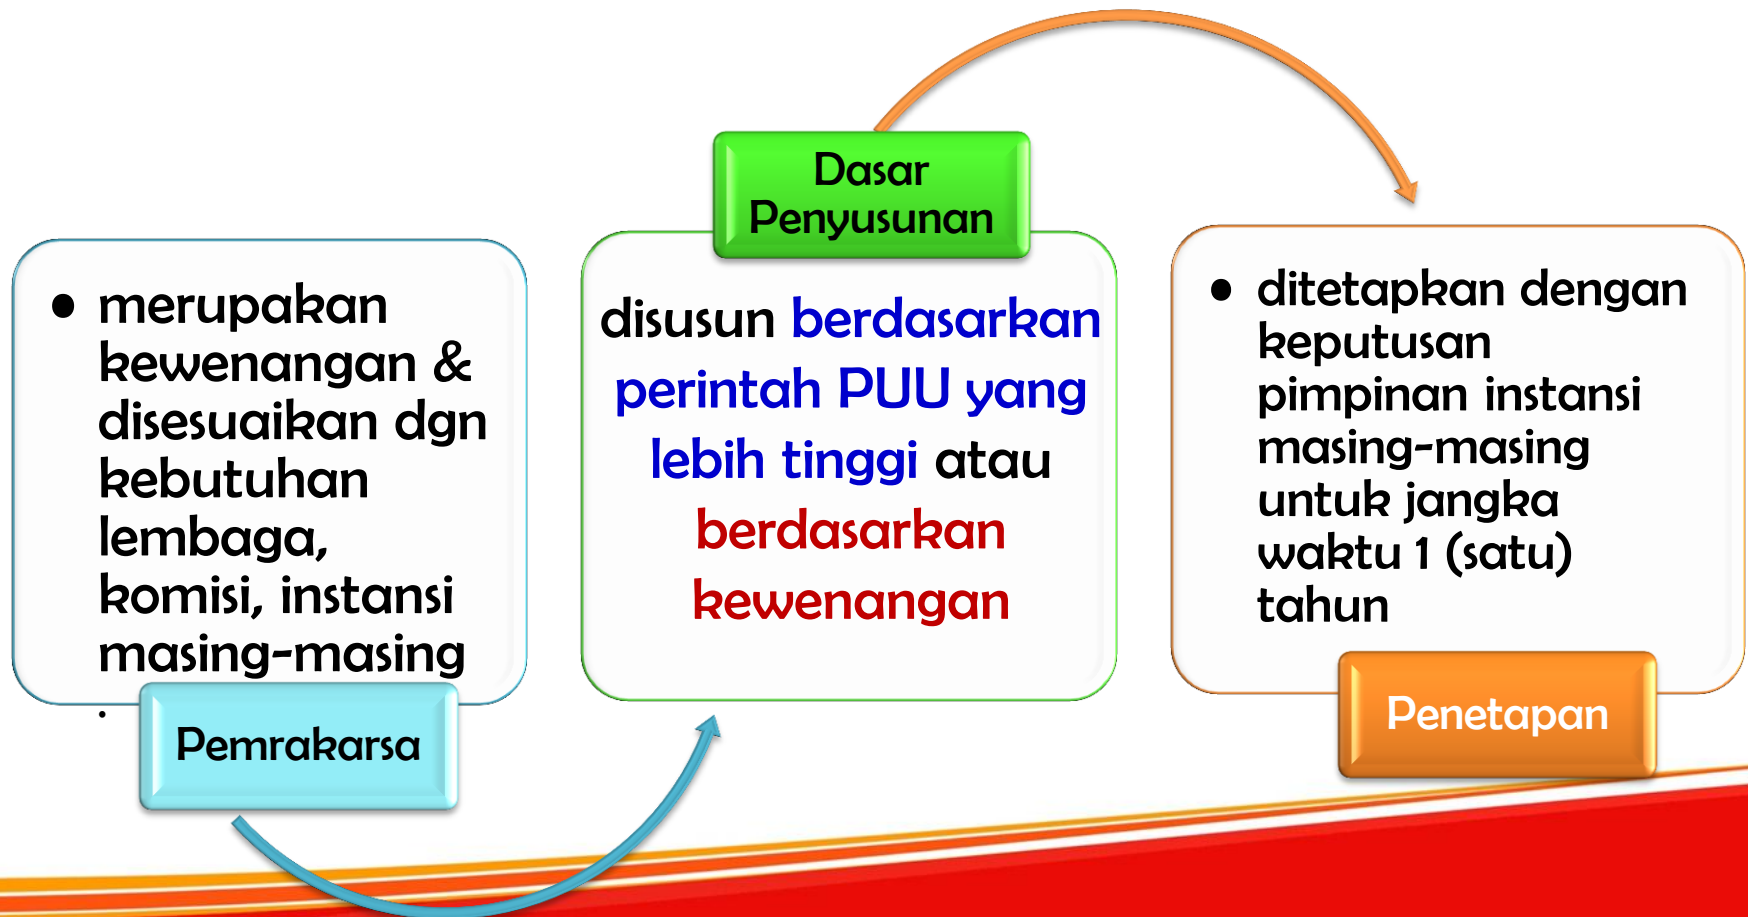 • merupakan
kewenangan &
disesuaikan dgn
kebutuhan
lembaga,
komisi, instansi
masing-masing
.
Pemrakarsa
Dasar
Penyusunan
disusun berdasarkan
perintah PUU yang
lebih tinggi atau
berdasarkan
kewenangan
• ditetapkan dengan
keputusan
pimpinan instansi
masing-masing
untuk jangka
waktu 1 (satu)
tahun
Penetapan